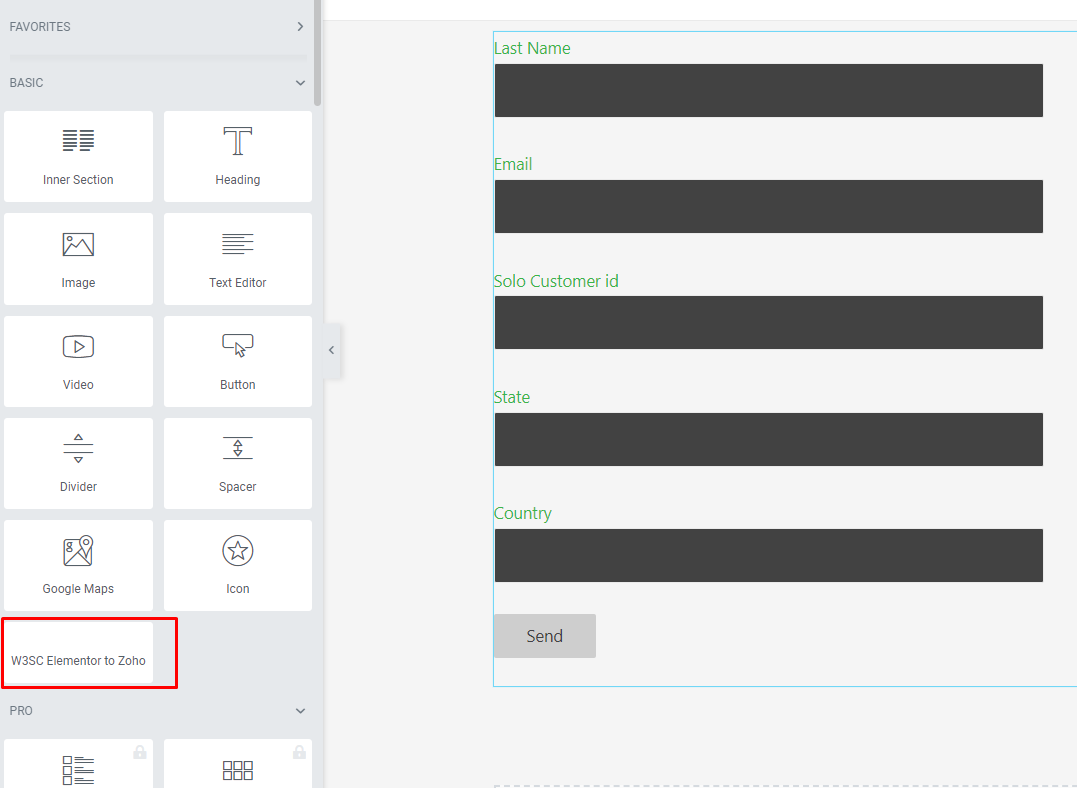 FAVORITES
BASIC
Inner Section
Heading
Image
Text Editor
Video
Button
Divider
Spacer
Google Maps
Icon
W3SC Elementor to Zoho
PRO
Last Name
Email
Solo Customer id
State
Country
Send